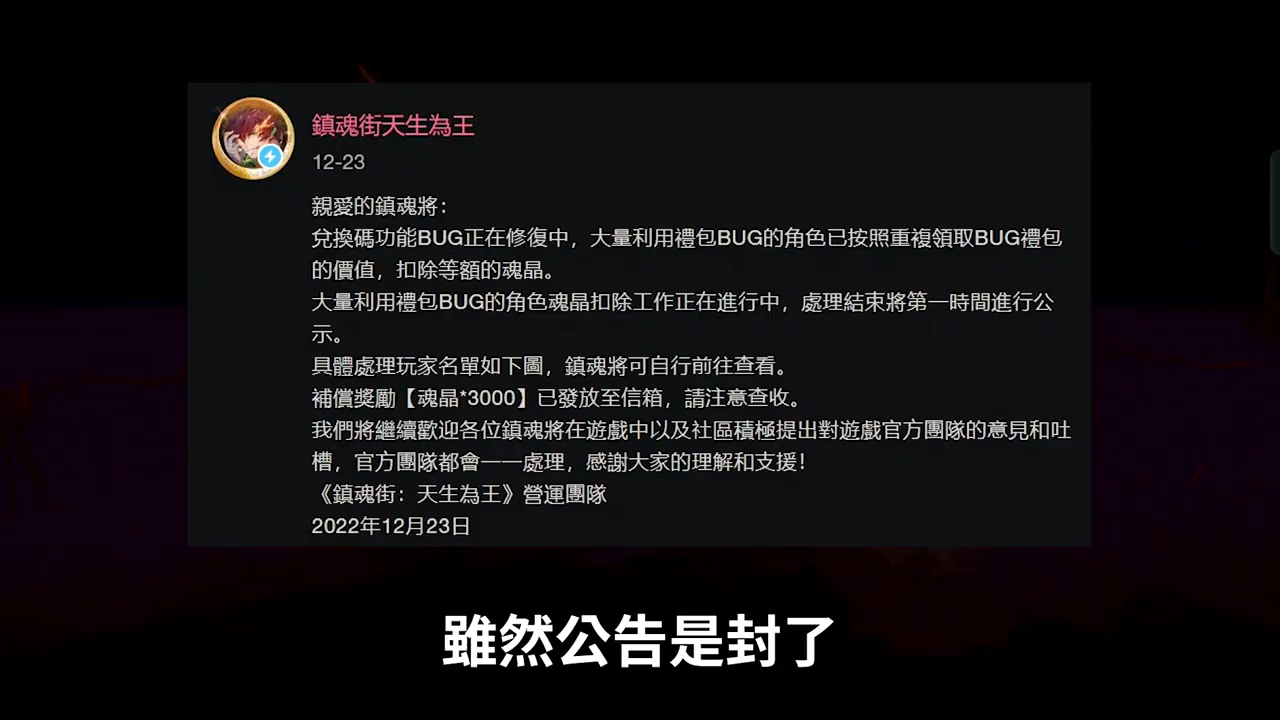 鎮魂街天生為王
12-23
親愛的鎮魂將：
兌換碼功能BUG正在修復中，大量利用禮包BUG的角色已按照重複領取BUG禮包
的價值，扣除等額的魂晶。
大量利用禮包BUG的角色魂晶扣除工作正在進行中，處理結束將第一時間進行公
示。
具體處理玩家名單如下圖，鎮魂將可自行前往查看。
補償獎勵【魂晶*3000】已發放至信箱，請注意查收。
我們將繼續歡迎各位鎮魂將在遊戲中以及社區積極提出對遊戲官方團隊的意見和吐
槽，官方團隊都會一一處理，感謝大家的理解和支援！
《鎮魂街：天生為王》營運團隊
2022年12月23日
雖然公告是封了